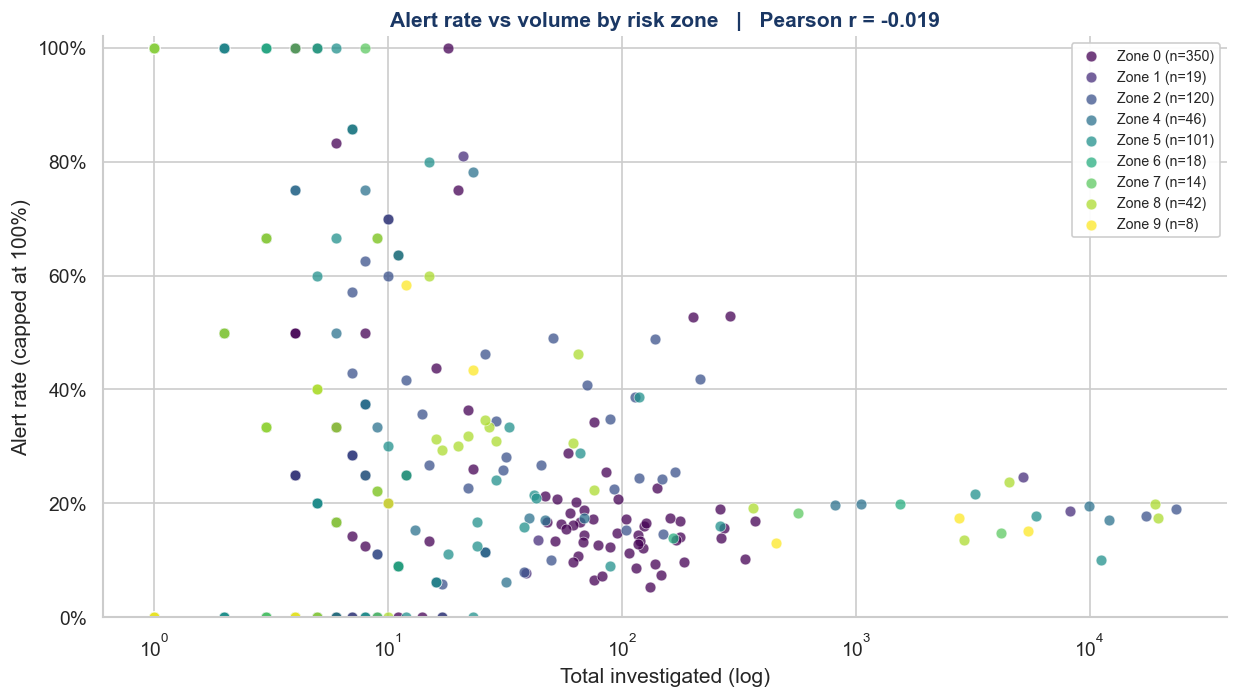 Alert rate vs volume by risk zone | Pearson r = -0.019
100%
80%
60%
40%
20%
0%
Alert rate (capped at 100%)
Zone 0 (n=350)
Zone 1 (n=19)
Zone 2 (n=120)
Zone 4 (n=46)
Zone 5 (n=101)
Zone 6 (n=18)
Zone 7 (n=14)
Zone 8 (n=42)
Zone 9 (n=8)
10⁰ 10¹ 10² 10³ 10⁴
Total investigated (log)